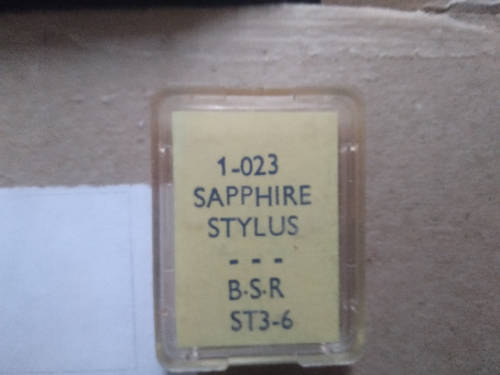 1-023
SAPPHIRE
STYLUS
- - -
B·S·R
ST3-6